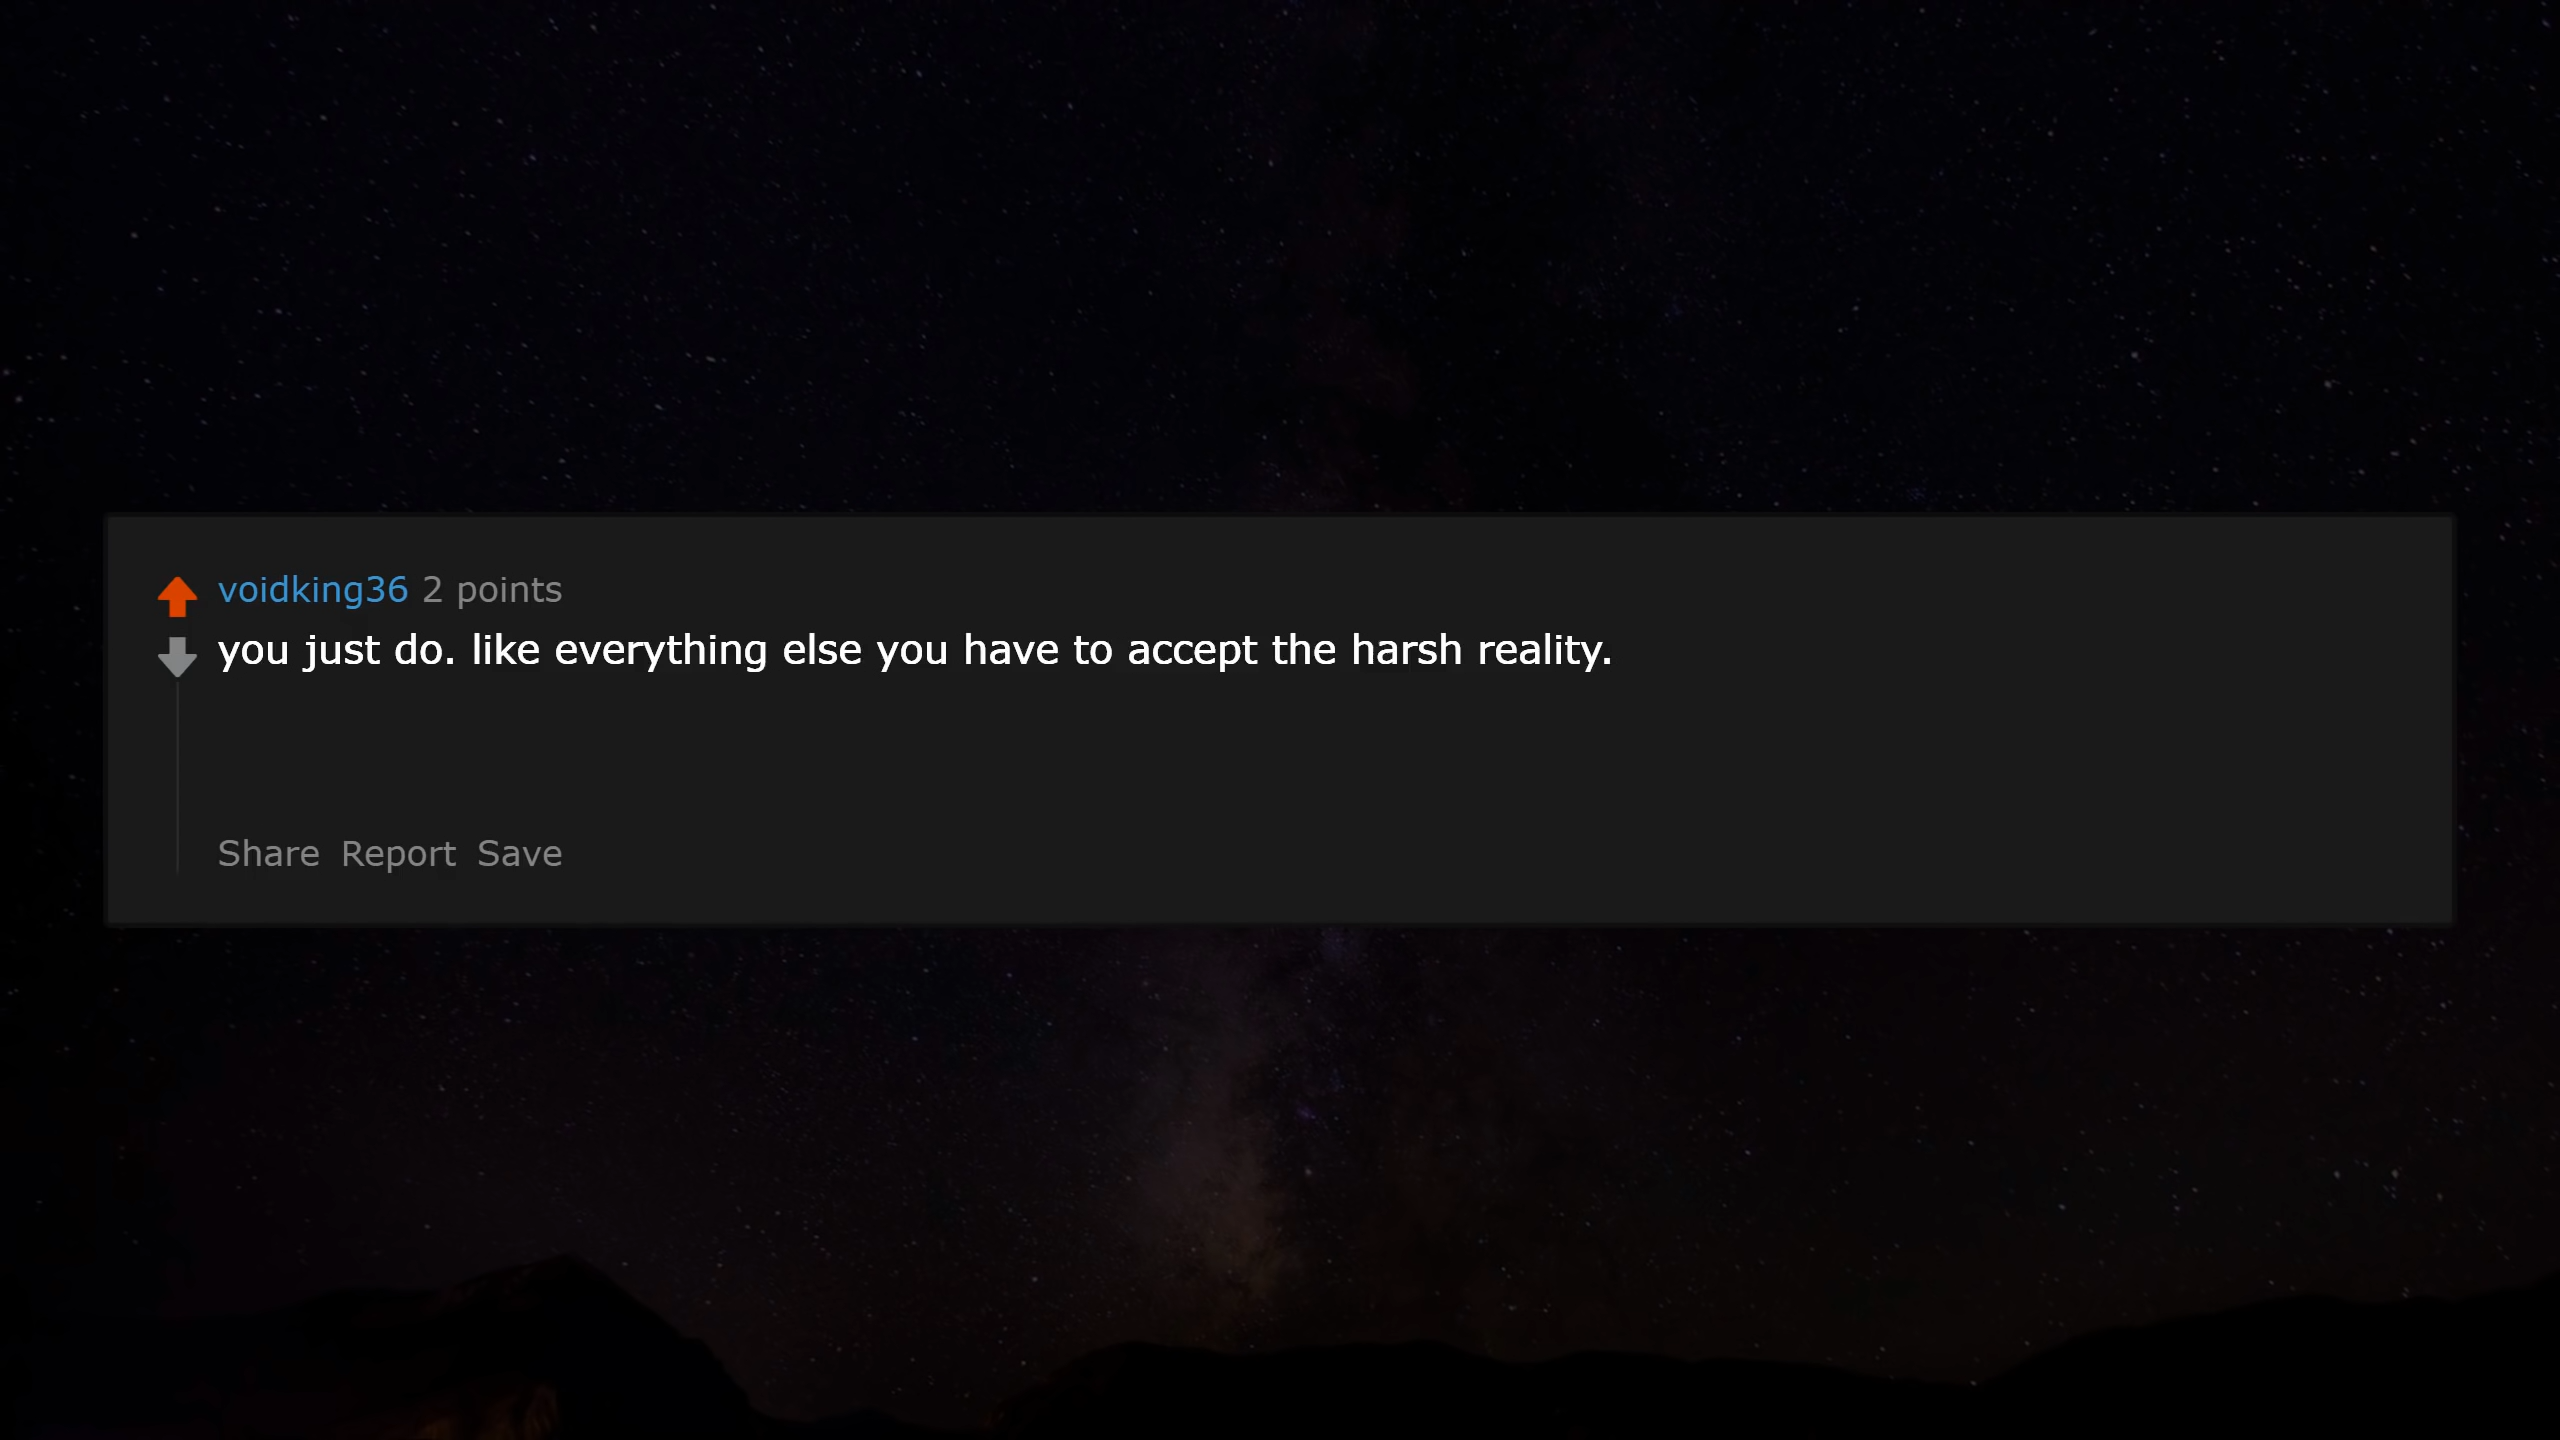 voidking36 2 points
you just do. like everything else you have to accept the harsh reality.
Share Report Save